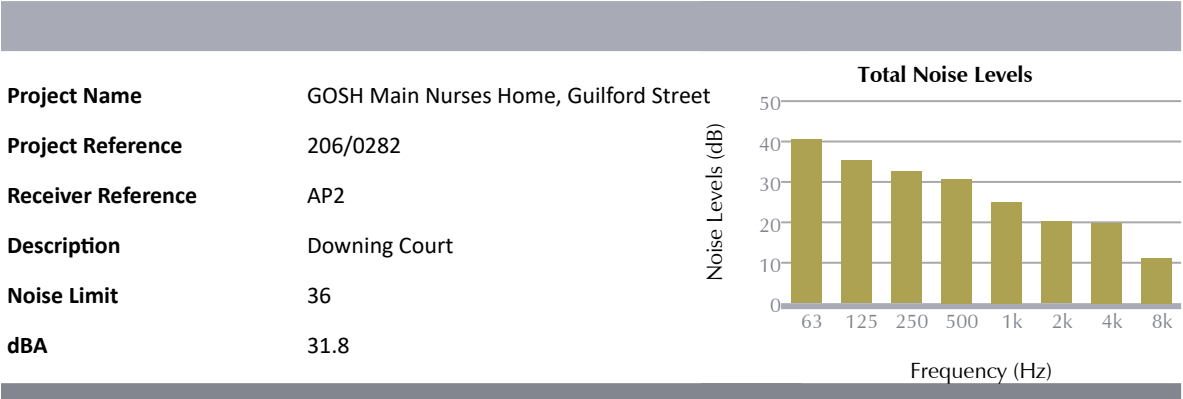 Project Name GOSH Main Nurses Home, Guilford Street
Project Reference 206/0282
Receiver Reference AP2
Description Downing Court
Noise Limit 36
dBA 31.8
Total Noise Levels
Noise Levels (dB)
50
40
30
20
10
0
63 125 250 500 1k 2k 4k 8k
Frequency (Hz)